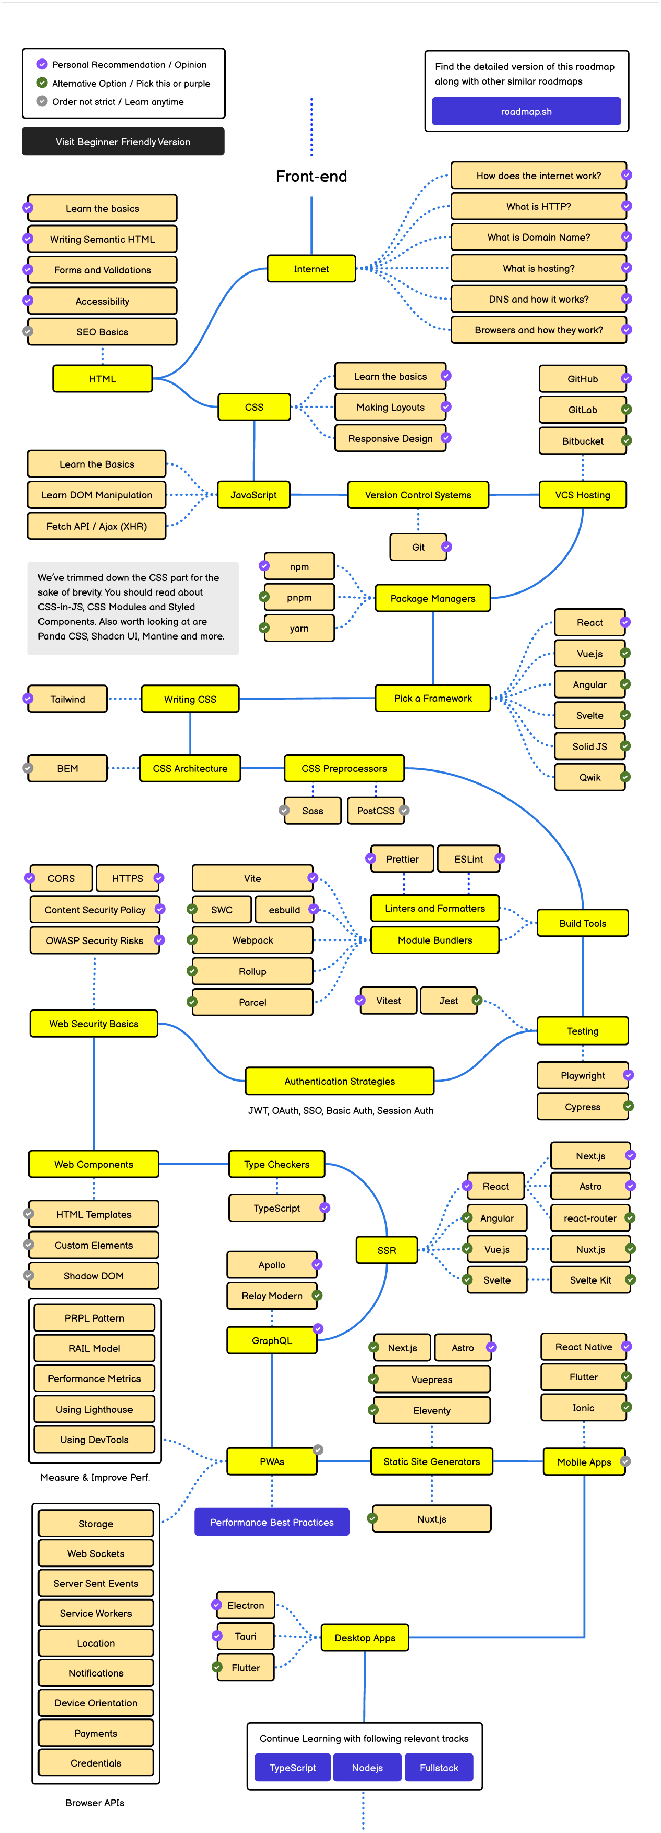 Personal Recommendation / Opinion
Alternative Option / Pick this or purple
Order not strict / Learn anytime
Visit Beginner Friendly Version
Find the detailed version of this roadmap
along with other similar roadmaps
roadmap.sh
Front-end
How does the internet work?
What is HTTP?
What is Domain Name?
What is hosting?
DNS and how it works?
Browsers and how they work?
Internet
Learn the basics
Writing Semantic HTML
Forms and Validations
Accessibility
SEO Basics
HTML
CSS
Learn the basics
Making Layouts
Responsive Design
GitHub
GitLab
Bitbucket
Learn the Basics
Learn DOM Manipulation
Fetch API / Ajax (XHR)
JavaScript
Version Control Systems
VCS Hosting
Git
We've trimmed down the CSS part for the
sake of brevity. You should read about
CSS-in-JS, CSS Modules and Styled
Components. Also worth looking at are
Panda CSS, Shadcn UI, Mantine and more.
npm
pnpm
yarn
Package Managers
React
Vue.js
Angular
Svelte
Solid JS
Qwik
Tailwind
Writing CSS
Pick a Framework
BEM
CSS Architecture
CSS Preprocessors
Sass
PostCSS
Prettier
ESLint
Linters and Formatters
Module Bundlers
Build Tools
CORS
HTTPS
Content Security Policy
OWASP Security Risks
Vite
SWC
esbuild
Webpack
Rollup
Parcel
Vitest
Jest
Web Security Basics
Testing
Authentication Strategies
JWT, OAuth, SSO, Basic Auth, Session Auth
Playwright
Cypress
Web Components
Type Checkers
TypeScript
HTML Templates
Custom Elements
Shadow DOM
SSR
React
Angular
Vue.js
Svelte
Next.js
Astro
react-router
Nuxt.js
Svelte Kit
Apollo
Relay Modern
GraphQL
PRPL Pattern
RAIL Model
Performance Metrics
Using Lighthouse
Using DevTools
Measure & Improve Perf.
Next.js
Astro
Vuepress
Eleventy
React Native
Flutter
Ionic
PWAs
Static Site Generators
Mobile Apps
Performance Best Practices
Nuxt.js
Storage
Web Sockets
Server Sent Events
Service Workers
Location
Notifications
Device Orientation
Payments
Credentials
Browser APIs
Electron
Tauri
Flutter
Desktop Apps
Continue Learning with following relevant tracks
TypeScript
Nodejs
Fullstack